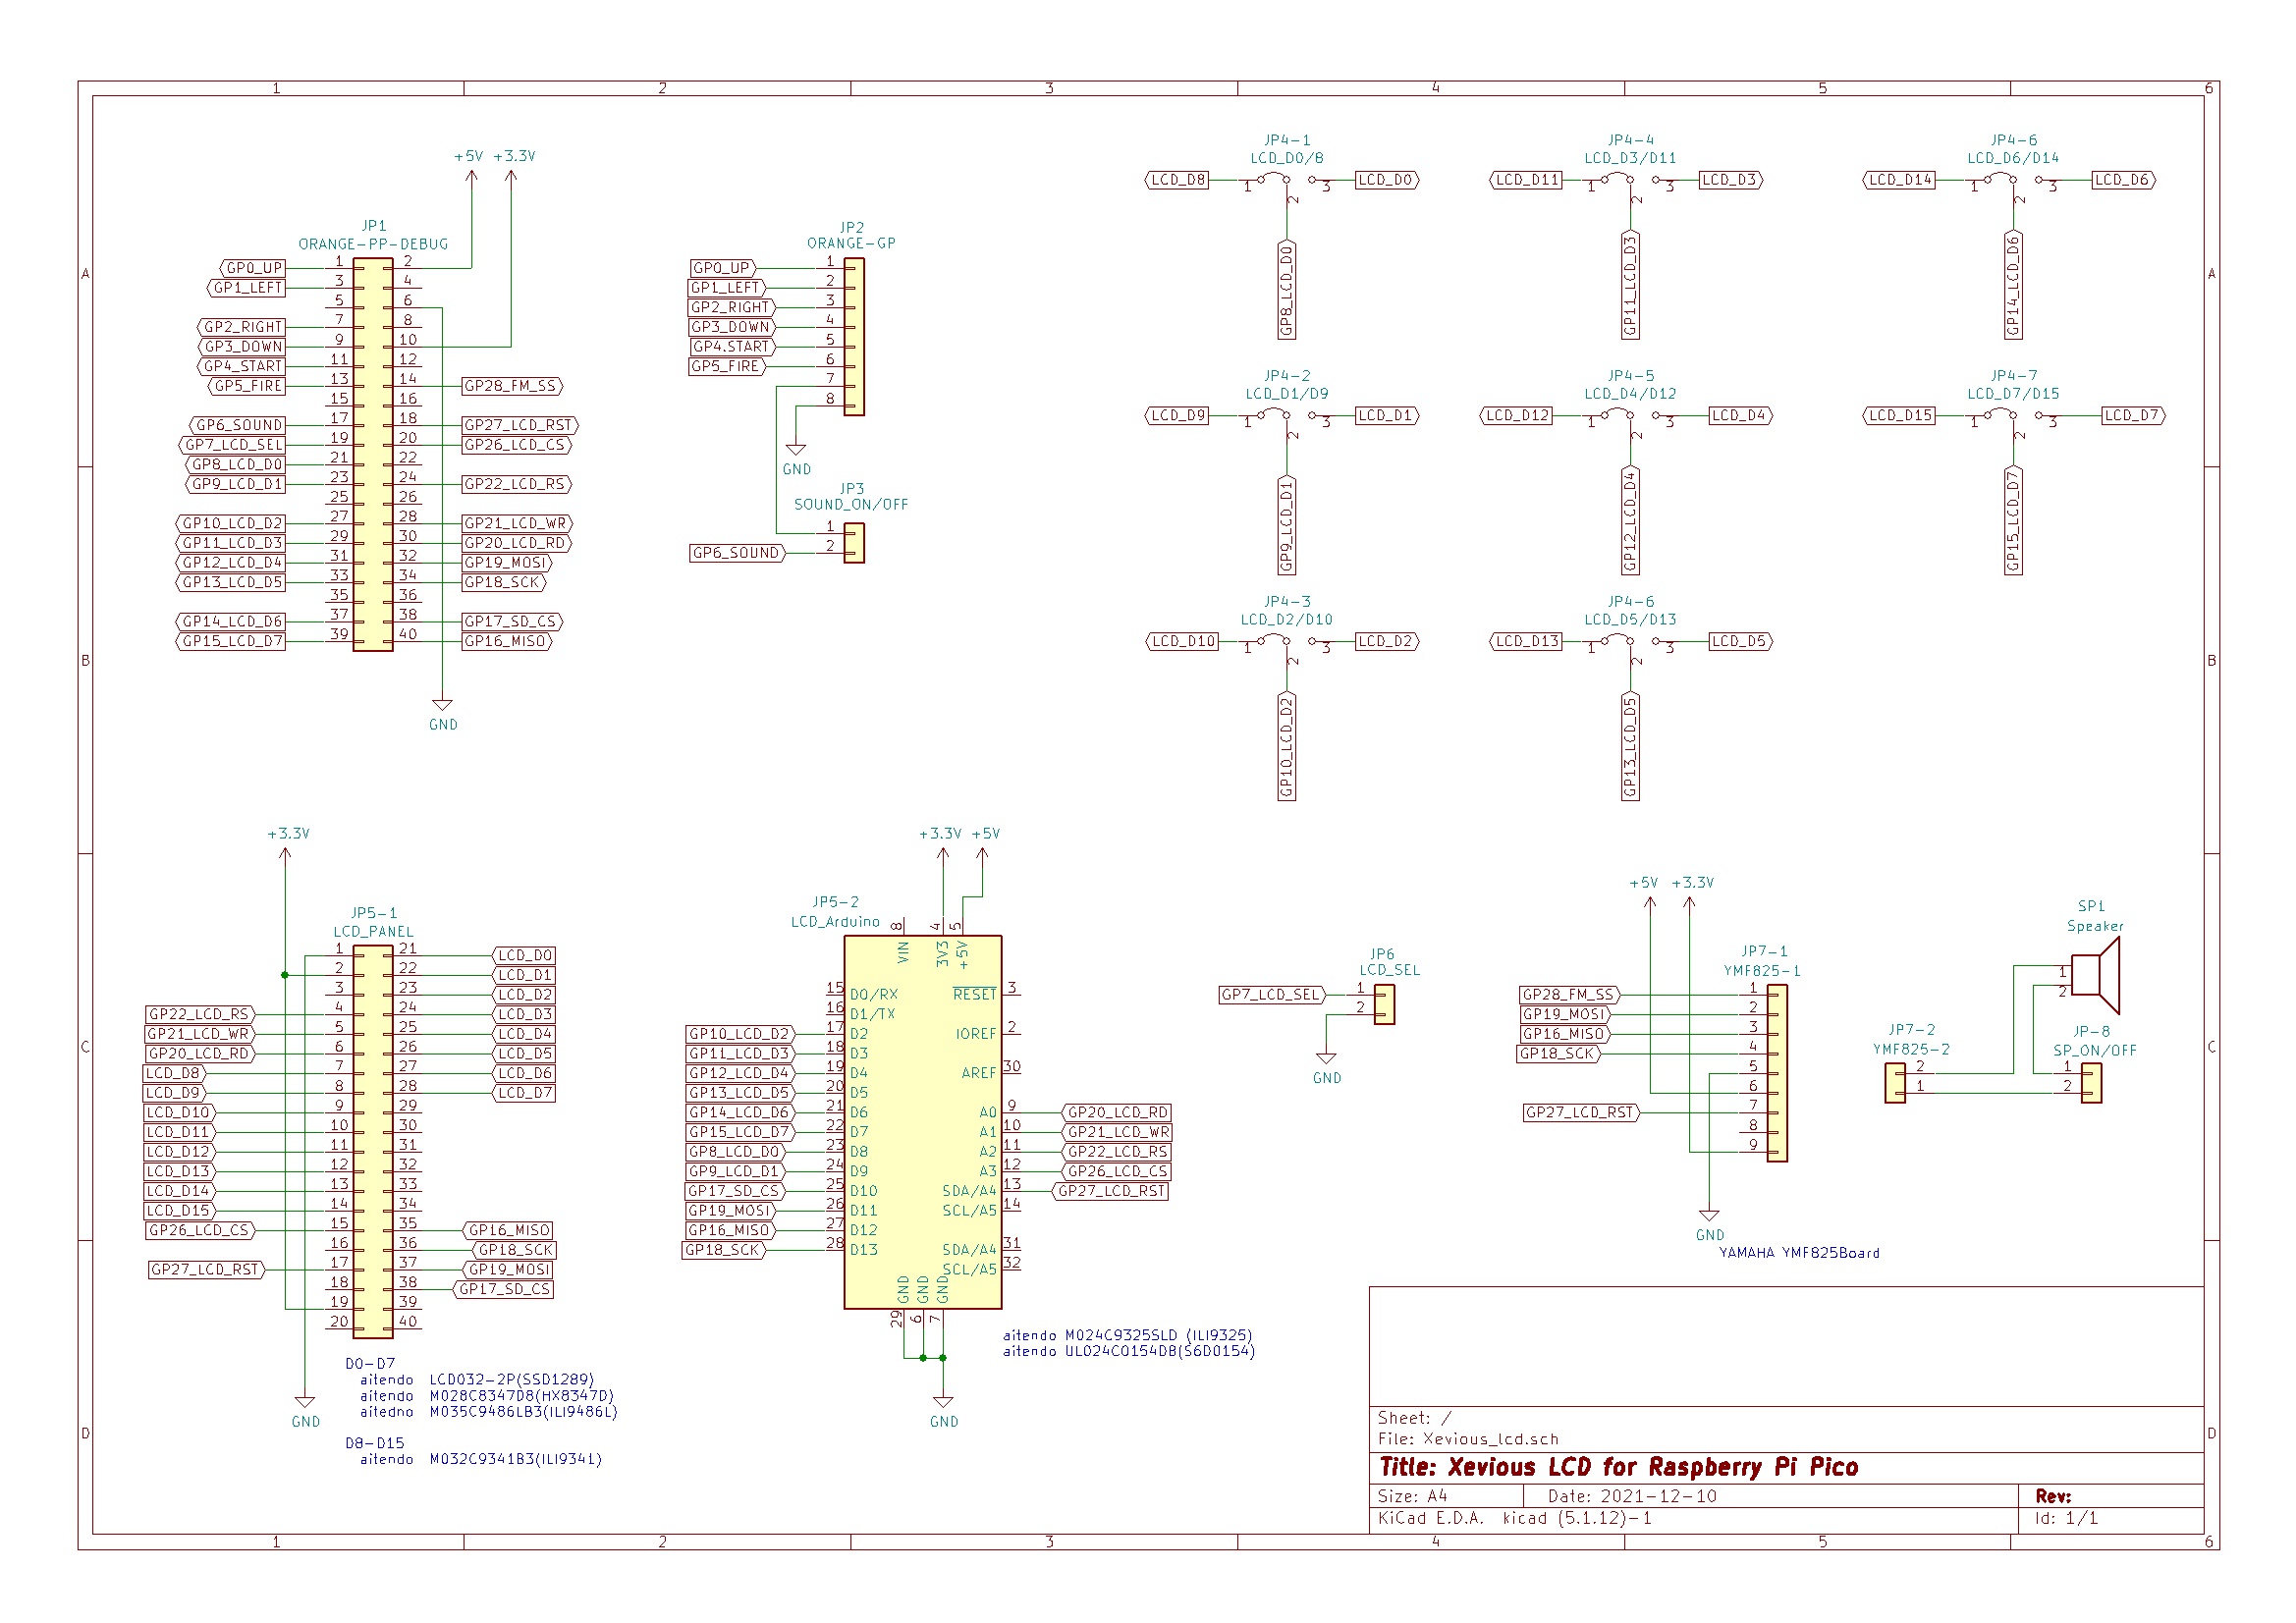 1 2 3 4 5 6
A
B
C
D
+5V +3.3V
JP1
ORANGE-PP-DEBUG
GP0_UP 1 2
GP1_LEFT 3 4
5 6
GP2_RIGHT 7 8
GP3_DOWN 9 10
GP4_START 11 12
GP5_FIRE 13 14 GP28_FM_SS
15 16
GP6_SOUND 17 18 GP27_LCD_RST
GP7_LCD_SEL 19 20 GP26_LCD_CS
GP8_LCD_D0 21 22
GP9_LCD_D1 23 24 GP22_LCD_RS
25 26
GP10_LCD_D2 27 28 GP21_LCD_WR
GP11_LCD_D3 29 30 GP20_LCD_RD
GP12_LCD_D4 31 32 GP19_MOSI
GP13_LCD_D5 33 34 GP18_SCK
35 36
GP14_LCD_D6 37 38 GP17_SD_CS
GP15_LCD_D7 39 40 GP16_MISO
GND
JP2
ORANGE-GP
GP0_UP 1
GP1_LEFT 2
GP2_RIGHT 3
GP3_DOWN 4
GP4.START 5
GP5_FIRE 6
7
8
GND
JP3
SOUND_ON/OFF
1
GP6_SOUND 2
JP4-1
LCD_D0/8
LCD_D8 1 2 3 LCD_D0
GP8_LCD_D0
JP4-4
LCD_D3/D11
LCD_D11 1 2 3 LCD_D3
GP11_LCD_D3
JP4-6
LCD_D6/D14
LCD_D14 1 2 3 LCD_D6
GP14_LCD_D6
JP4-2
LCD_D1/D9
LCD_D9 1 2 3 LCD_D1
GP9_LCD_D1
JP4-5
LCD_D4/D12
LCD_D12 1 2 3 LCD_D4
GP12_LCD_D4
JP4-7
LCD_D7/D15
LCD_D15 1 2 3 LCD_D7
GP15_LCD_D7
JP4-3
LCD_D2/D10
LCD_D10 1 2 3 LCD_D2
GP10_LCD_D2
JP4-6
LCD_D5/D13
LCD_D13 1 2 3 LCD_D5
GP13_LCD_D5
+3.3V
JP5-1
LCD_PANEL
1 21 LCD_D0
2 22 LCD_D1
3 23 LCD_D2
GP22_LCD_RS 4 24 LCD_D3
GP21_LCD_WR 5 25 LCD_D4
GP20_LCD_RD 6 26 LCD_D5
LCD_D8 7 27 LCD_D6
LCD_D9 8 28 LCD_D7
LCD_D10 9 29
LCD_D11 10 30
LCD_D12 11 31
LCD_D13 12 32
LCD_D14 13 33
LCD_D15 14 34
GP26_LCD_CS 15 35 GP16_MISO
16 36 GP18_SCK
GP27_LCD_RST 17 37 GP19_MOSI
18 38 GP17_SD_CS
19 39
20 40
GND
D0-D7
aitendo LCD032-2P(SSD1289)
aitendo M028C8347D8(HX8347D)
aitedno M035C9486LB3(ILI9486L)
D8-D15
aitendo M032C9341B3(ILI9341)
+3.3V +5V
JP5-2
LCD_Arduino
8 4 5
VIN 3V3 +5V
15 D0/RX RESET 3
16 D1/TX
GP10_LCD_D2 17 D2 IOREF 2
GP11_LCD_D3 18 D3
GP12_LCD_D4 19 D4 AREF 30
GP13_LCD_D5 20 D5
GP14_LCD_D6 21 D6 A0 9 GP20_LCD_RD
GP15_LCD_D7 22 D7 A1 10 GP21_LCD_WR
GP8_LCD_D0 23 D8 A2 11 GP22_LCD_RS
GP9_LCD_D1 24 D9 A3 12 GP26_LCD_CS
GP17_SD_CS 25 D10 SDA/A4 13 GP27_LCD_RST
GP19_MOSI 26 D11 SCL/A5 14
GP16_MISO 27 D12
GP18_SCK 28 D13 SDA/A4 31
SCL/A5 32
GND GND GND
29 6 7
GND
aitendo M024C9325SLD (ILI9325)
aitendo UL024C0154D8(S6D0154)
JP6
LCD_SEL
GP7_LCD_SEL 1
2
GND
+5V +3.3V
JP7-1
YMF825-1
GP28_FM_SS 1
GP19_MOSI 2
GP16_MISO 3
GP18_SCK 4
5
6
GP27_LCD_RST 7
8
9
GND
YAMAHA YMF825Board
JP7-2
YMF825-2
2
1
SP1
Speaker
1
2
JP-8
SP_ON/OFF
1
2
Sheet: /
File: Xevious_lcd.sch
Title: Xevious LCD for Raspberry Pi Pico
Size: A4 Date: 2021-12-10 Rev:
KiCad E.D.A. kicad (5.1.12)-1 Id: 1/1
A
B
C
D
1 2 3 4 5 6